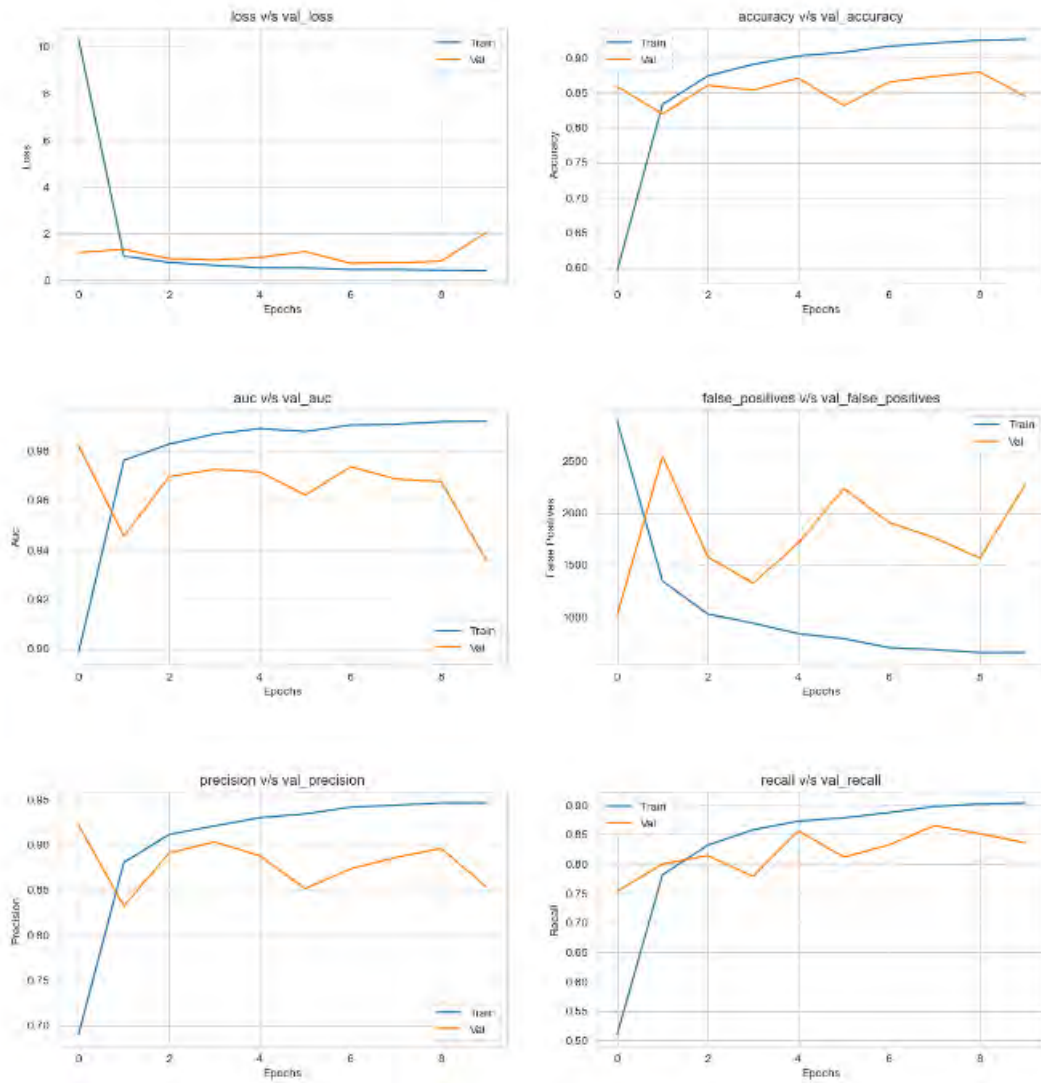 loss v/s val_loss
Train
Val
10
8
6
4
2
0
Loss
0 2 4 6 8
Epochs
accuracy v/s val_accuracy
Train
Val
0.90
0.85
0.80
0.75
0.70
0.65
0.60
Accuracy
0 2 4 6 8
Epochs
auc v/s val_auc
0.98
0.96
0.94
0.92
0.90
Auc
Train
Val
0 2 4 6 8
Epochs
false_positives v/s val_false_positives
Train
Val
2500
2000
1500
1000
False Positives
0 2 4 6 8
Epochs
precision v/s val_precision
0.95
0.90
0.85
0.80
0.75
0.70
Precision
Train
Val
0 2 4 6 8
Epochs
recall v/s val_recall
Train
Val
0.90
0.85
0.80
0.75
0.70
0.65
0.60
0.55
0.50
Recall
0 2 4 6 8
Epochs